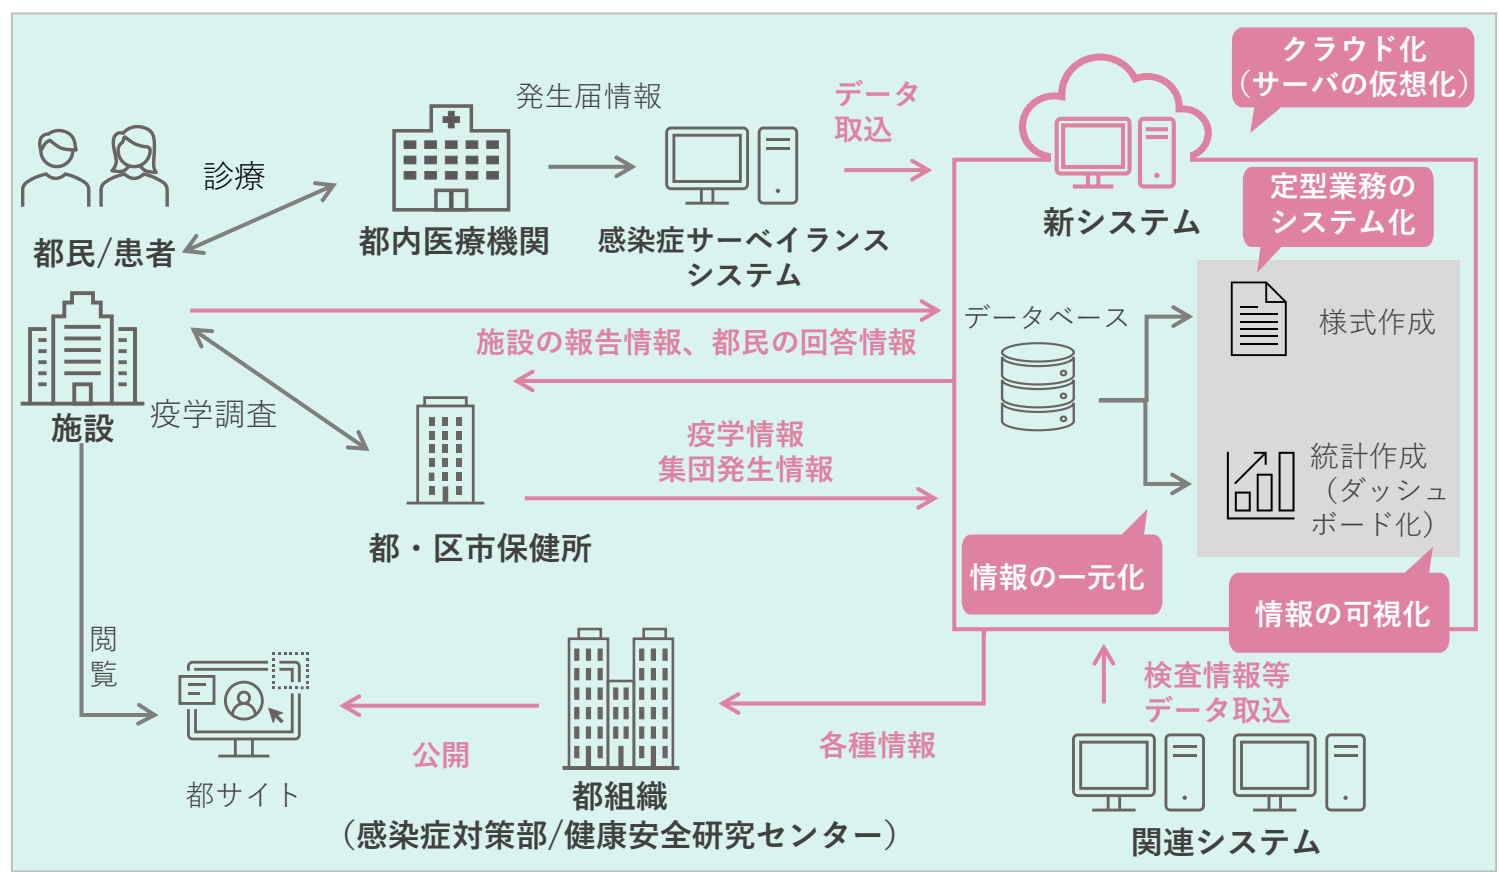 クラウド化
（サーバの仮想化）
発生届情報
データ
取込
診療
定型業務の
システム化
新システム
都民/患者
都内医療機関
感染症サーベイランス
システム
データベース
様式作成
施設の報告情報、都民の回答情報
施設
疫学調査
疫学情報
集団発生情報
統計作成
（ダッシュ
ボード化）
都・区市保健所
情報の一元化
情報の可視化
閲
覧
検査情報等
データ取込
各種情報
公開
都サイト
都組織
（感染症対策部/健康安全研究センター）
関連システム